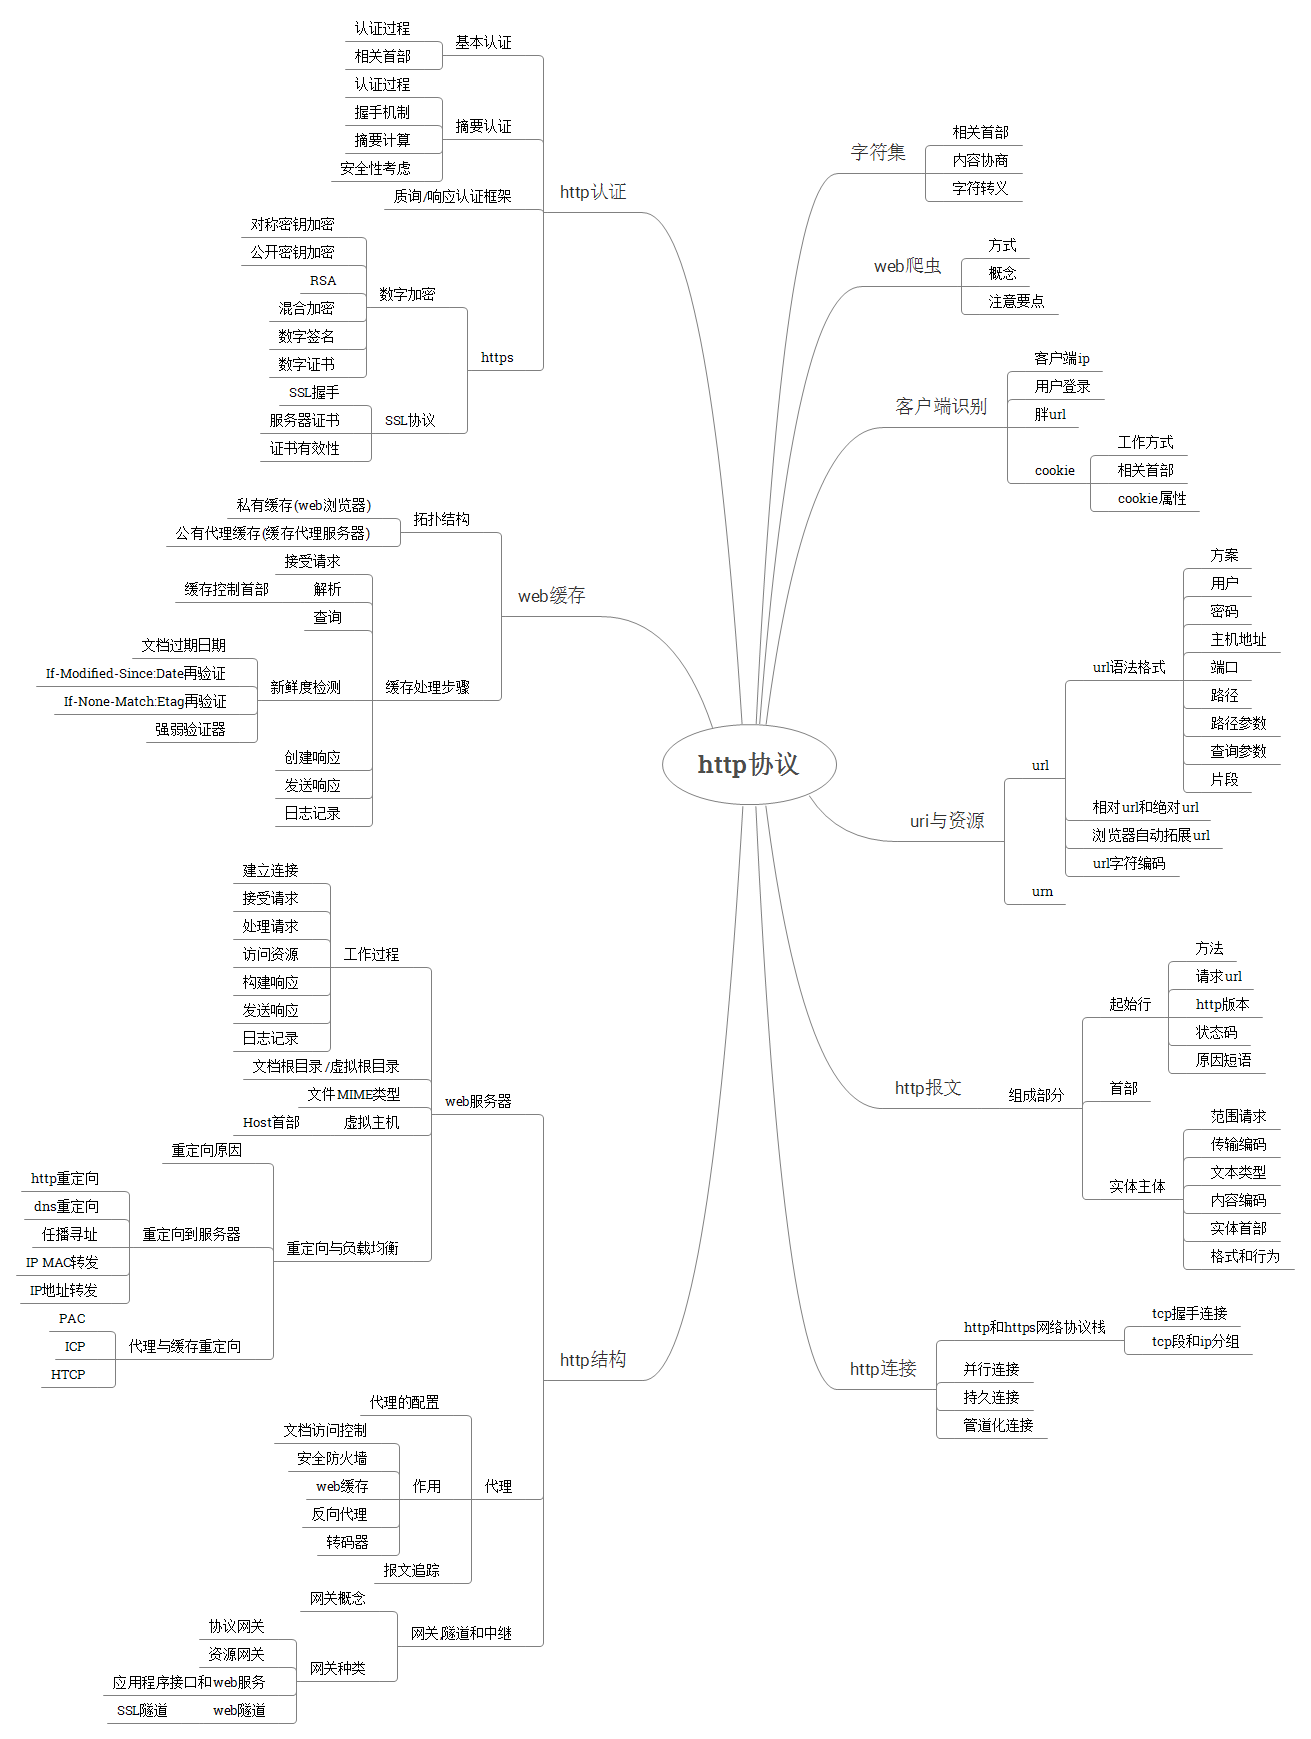 http协议
http认证
基本认证
认证过程
相关首部
摘要认证
认证过程
握手机制
摘要计算
安全性考虑
质询/响应认证框架
https
数字加密
对称密钥加密
公开密钥加密
RSA
混合加密
数字签名
数字证书
SSL协议
SSL握手
服务器证书
证书有效性
web缓存
拓扑结构
私有缓存(web浏览器)
公有代理缓存(缓存代理服务器)
缓存处理步骤
接受请求
解析
缓存控制首部
查询
新鲜度检测
文档过期日期
If-Modified-Since:Date再验证
If-None-Match:Etag再验证
强弱验证器
创建响应
发送响应
日志记录
http结构
web服务器
工作过程
建立连接
接受请求
处理请求
访问资源
构建响应
发送响应
日志记录
文档根目录/虚拟根目录
文件MIME类型
虚拟主机
Host首部
重定向与负载均衡
重定向原因
重定向到服务器
http重定向
dns重定向
任播寻址
IP MAC转发
IP地址转发
代理与缓存重定向
PAC
ICP
HTCP
代理
代理的配置
作用
文档访问控制
安全防火墙
web缓存
反向代理
转码器
报文追踪
网关,隧道和中继
网关概念
网关种类
协议网关
资源网关
应用程序接口和web服务
web隧道
SSL隧道
字符集
相关首部
内容协商
字符转义
web爬虫
方式
概念
注意要点
客户端识别
客户端ip
用户登录
胖url
cookie
工作方式
相关首部
cookie属性
uri与资源
url
url语法格式
方案
用户
密码
主机地址
端口
路径
路径参数
查询参数
片段
相对url和绝对url
浏览器自动拓展url
url字符编码
urn
http报文
组成部分
起始行
方法
请求url
http版本
状态码
原因短语
首部
实体主体
范围请求
传输编码
文本类型
内容编码
实体首部
格式和行为
http连接
http和https网络协议栈
tcp握手连接
tcp段和ip分组
并行连接
持久连接
管道化连接